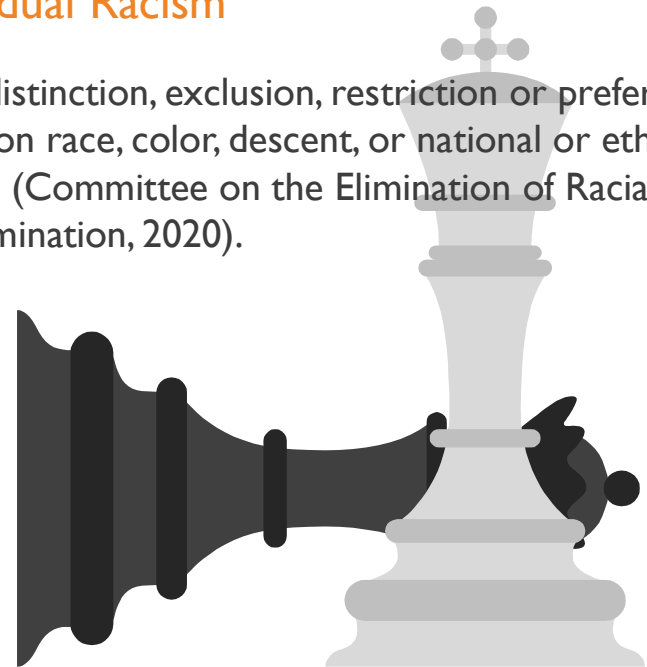 dual Racism
distinction, exclusion, restriction or prefer
on race, color, descent, or national or eth
(Committee on the Elimination of Racia
mination, 2020).